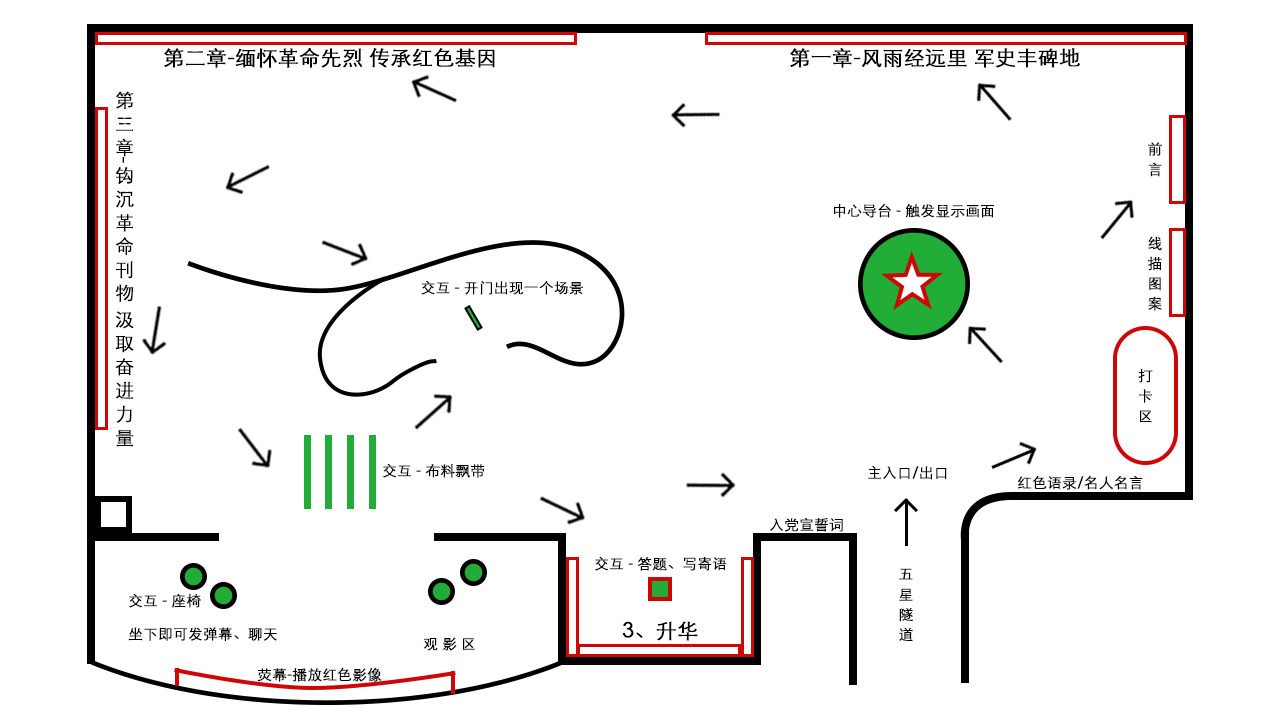 第二章-缅怀革命先烈 传承红色基因
第一章-风雨经远里 军史丰碑地
第三章-钩沉革命刊物 汲取奋进力量
前言
线描图案
中心导台 - 触发显示画面
交互 - 开门出现一个场景
打卡区
交互 - 布料飘带
主入口/出口
红色语录/名人名言
入党宣誓词
交互 - 答题、写寄语
五星隧道
交互 - 座椅
坐下即可发弹幕、聊天
观影区
3、升华
荧幕-播放红色影像